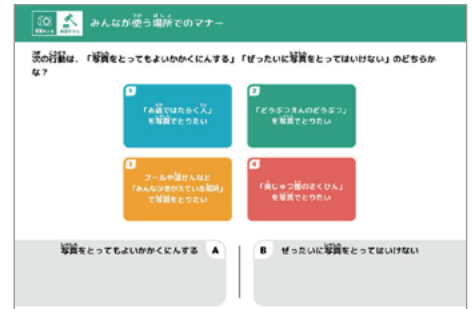 みんなが使う場所でのマナー
次の行動は、「写真をとってもよいかかくにんする」「ぜったいに写真をとってはいけない」のどちらか
な？
1
「お店ではたらく人」
を写真でとりたい
2
「どうぶつえんのどうぶつ」
を写真でとりたい
3
プールや温せんなど
「みんながきがえている場所」
で写真をとりたい
4
「美じゅつ館のさくひん」
を写真でとりたい
写真をとってもよいかかくにんする A
B ぜったいに写真をとってはいけない